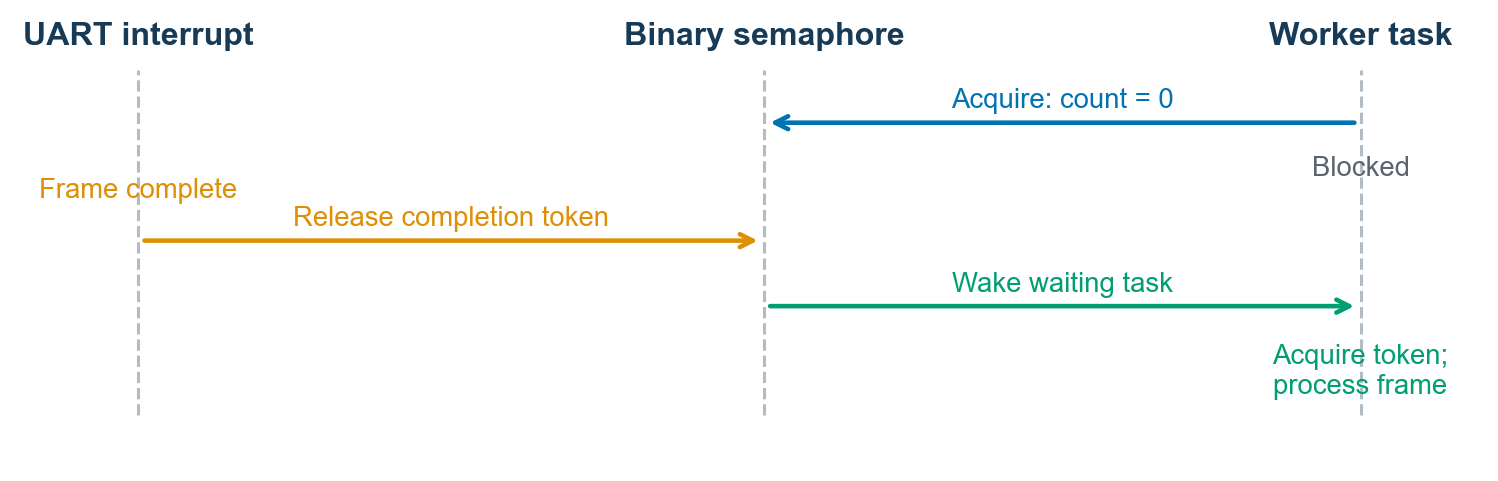 UART interrupt
Binary semaphore
Worker task
Acquire: count = 0
Blocked
Frame complete
Release completion token
Wake waiting task
Acquire token;
process frame